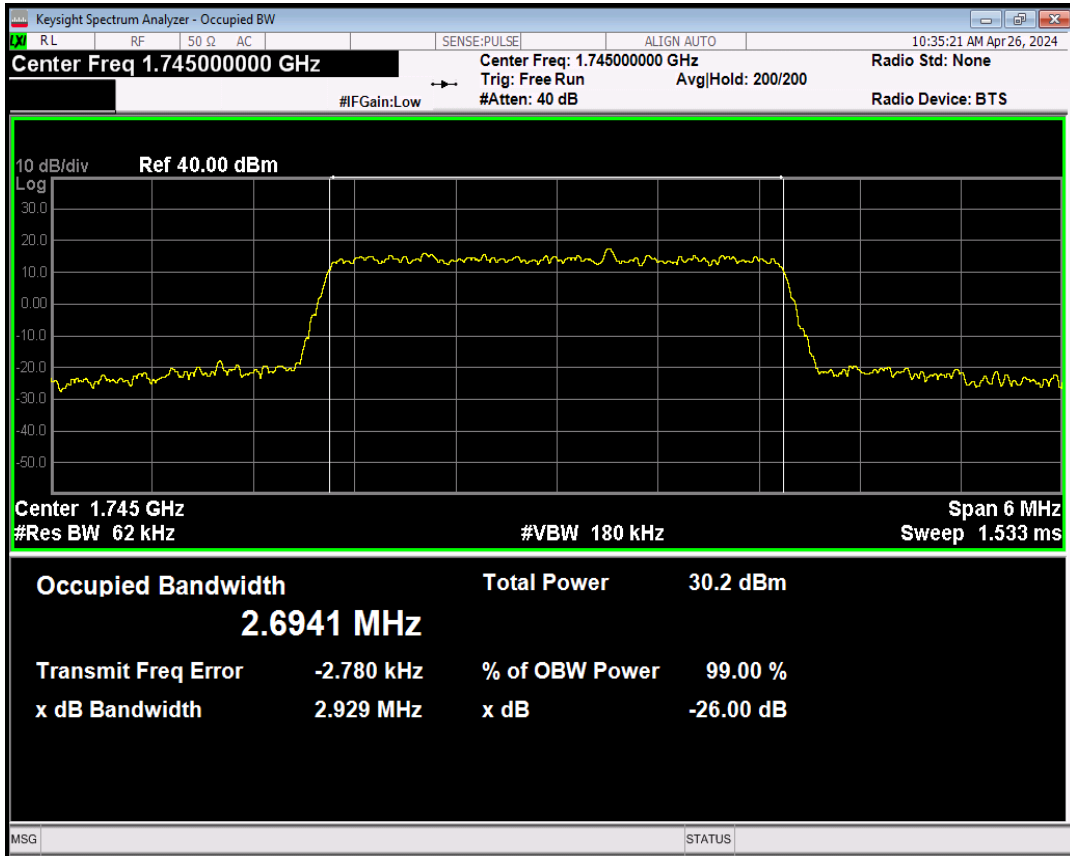 Keysight Spectrum Analyzer - Occupied BW
LXI RL RF 50 Ω AC SENSE:PULSE ALIGN AUTO 10:35:21 AM Apr 26, 2024
Center Freq 1.745000000 GHz Center Freq: 1.745000000 GHz Radio Std: None
Trig: Free Run Avg|Hold: 200/200
#IFGain:Low #Atten: 40 dB Radio Device: BTS
10 dB/div Ref 40.00 dBm
Log
30.0
20.0
10.0
0.00
-10.0
-20.0
-30.0
-40.0
-50.0
Center 1.745 GHz Span 6 MHz
#Res BW 62 kHz #VBW 180 kHz Sweep 1.533 ms
Occupied Bandwidth Total Power 30.2 dBm
2.6941 MHz
Transmit Freq Error -2.780 kHz % of OBW Power 99.00 %
x dB Bandwidth 2.929 MHz x dB -26.00 dB
MSG STATUS